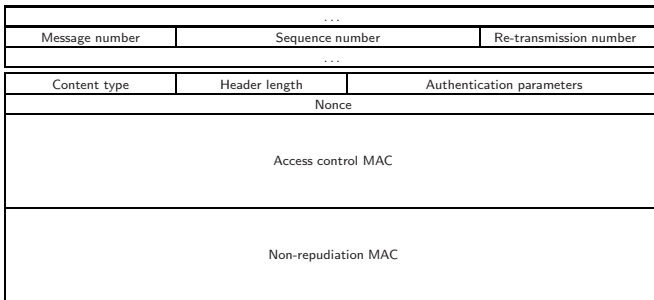 ...
Message number Sequence number Re-transmission number
...
Content type Header length Authentication parameters
Nonce
Access control MAC
Non-repudiation MAC